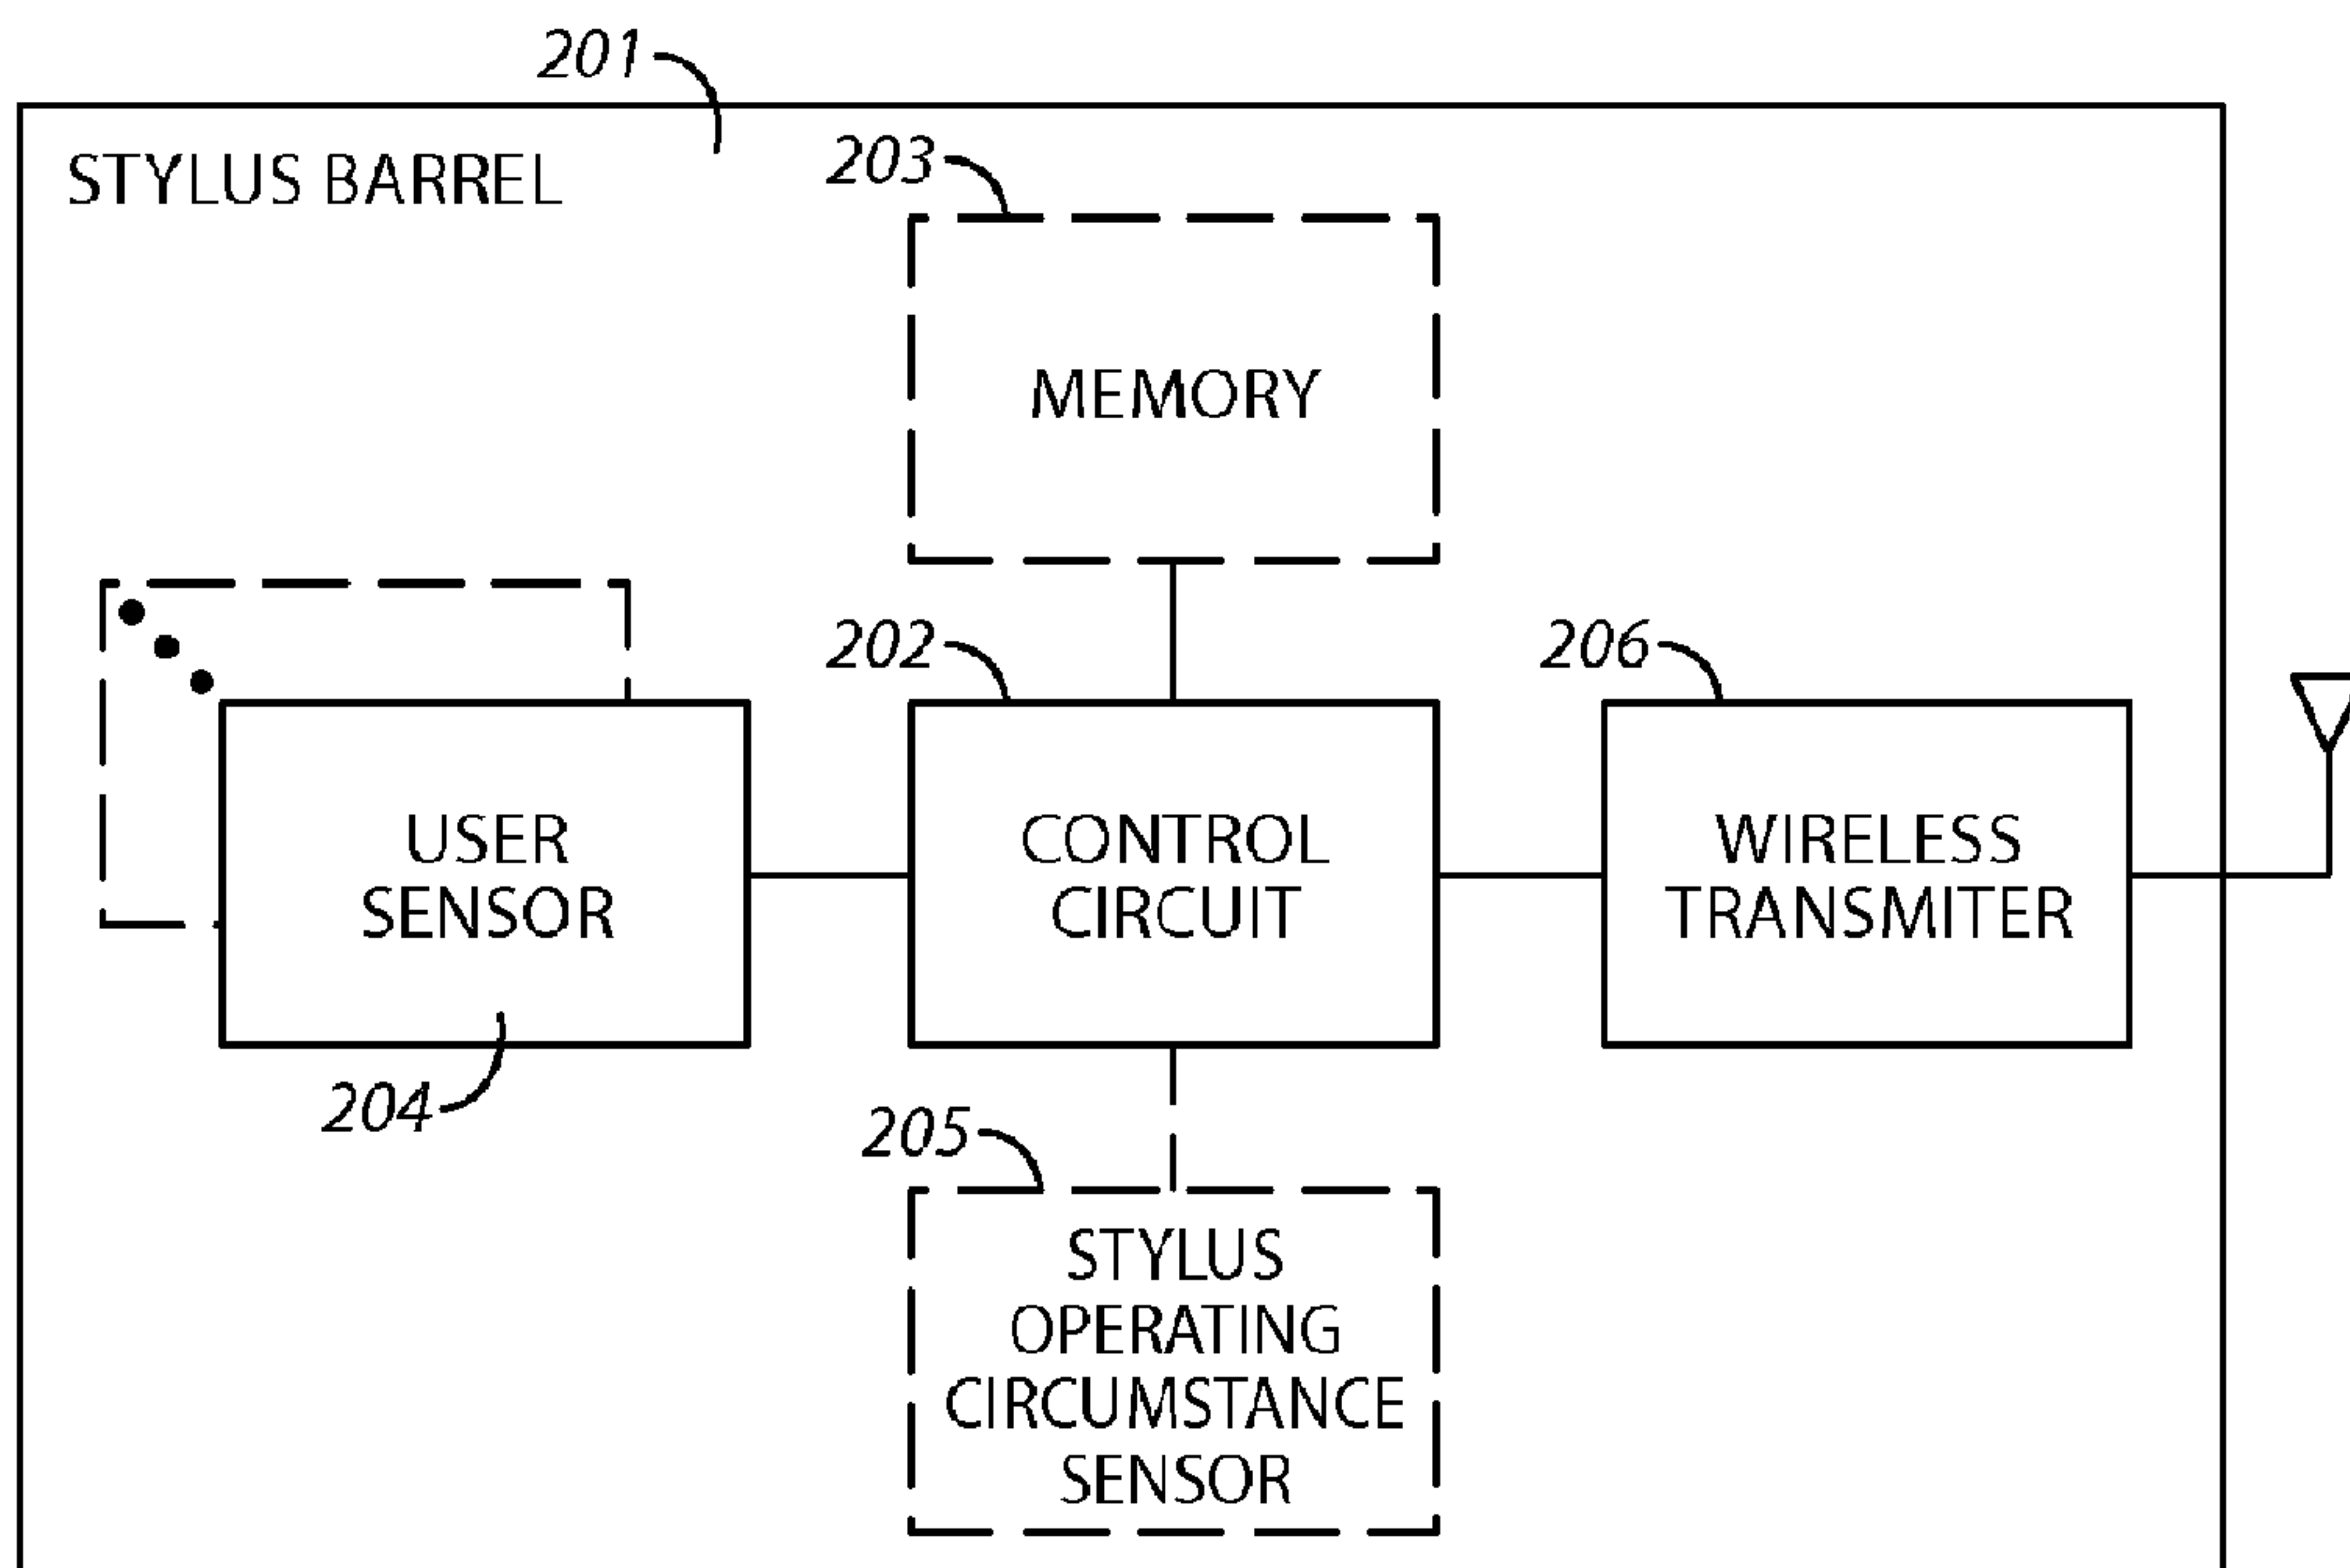 201
STYLUS BARREL
203
MEMORY
202
206
USER
SENSOR
CONTROL
CIRCUIT
WIRELESS
TRANSMITER
204
205
STYLUS
OPERATING
CIRCUMSTANCE
SENSOR